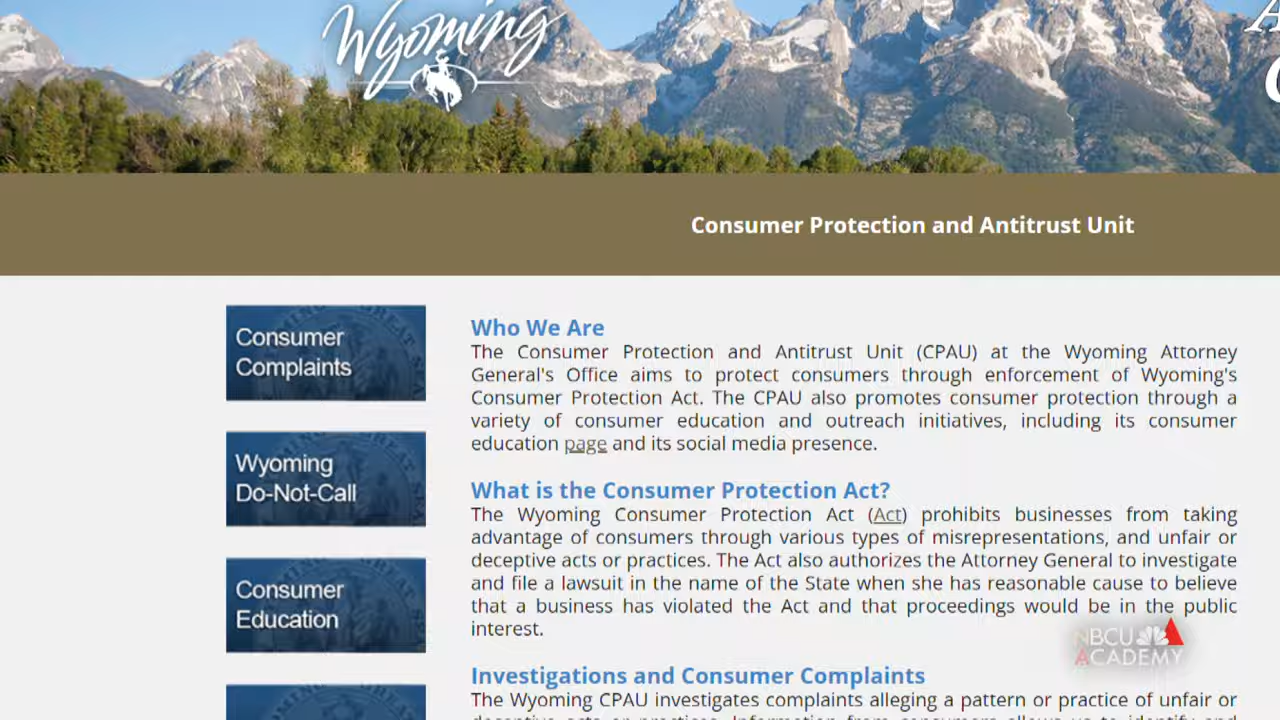 Wyoming
Consumer Protection and Antitrust Unit
Consumer
Complaints
Wyoming
Do-Not-Call
Consumer
Education
Who We Are
The Consumer Protection and Antitrust Unit (CPAU) at the Wyoming Attorney
General's Office aims to protect consumers through enforcement of Wyoming's
Consumer Protection Act. The CPAU also promotes consumer protection through a
variety of consumer education and outreach initiatives, including its consumer
education page and its social media presence.
What is the Consumer Protection Act?
The Wyoming Consumer Protection Act (Act) prohibits businesses from taking
advantage of consumers through various types of misrepresentations, and unfair or
deceptive acts or practices. The Act also authorizes the Attorney General to investigate
and file a lawsuit in the name of the State when she has reasonable cause to believe
that a business has violated the Act and that proceedings would be in the public
interest.
Investigations and Consumer Complaints
The Wyoming CPAU investigates complaints alleging a pattern or practice of unfair or
NBCU
ACADEMY